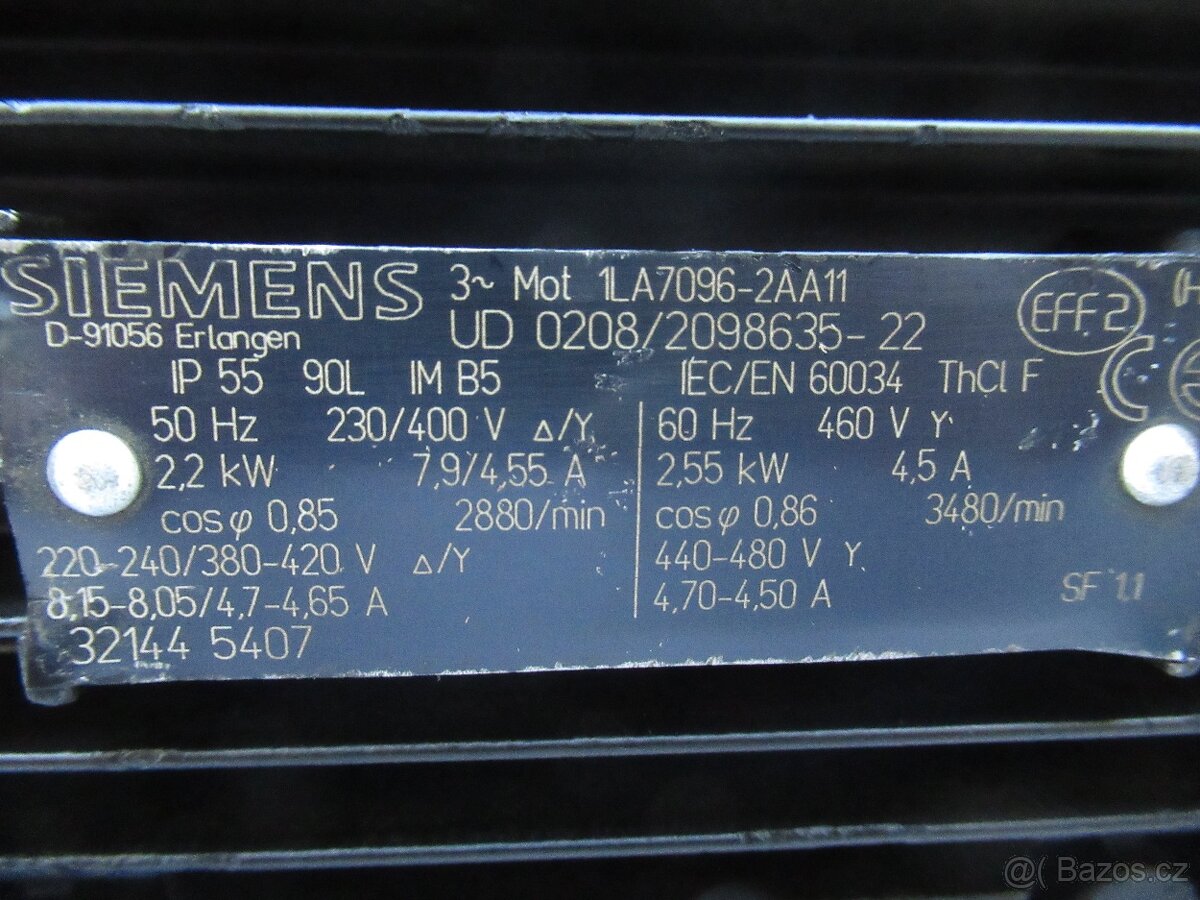 SIEMENS 3~ Mot 1LA7096-2AA11
D-91056 Erlangen UD 0208/2098635-22 EFF2
IP 55 90L IM B5 IEC/EN 60034 ThCl F CE
50 Hz 230/400 V Δ/Y 60 Hz 460 V Y
2,2 kW 7,9/4,55 A 2,55 kW 4,5 A
cosφ 0,85 2880/min cosφ 0,86 3480/min
220-240/380-420 V Δ/Y 440-480 V Y
8,15-8,05/4,7-4,65 A 4,70-4,50 A SF 1,1
32144 5407
@( Bazos.cz